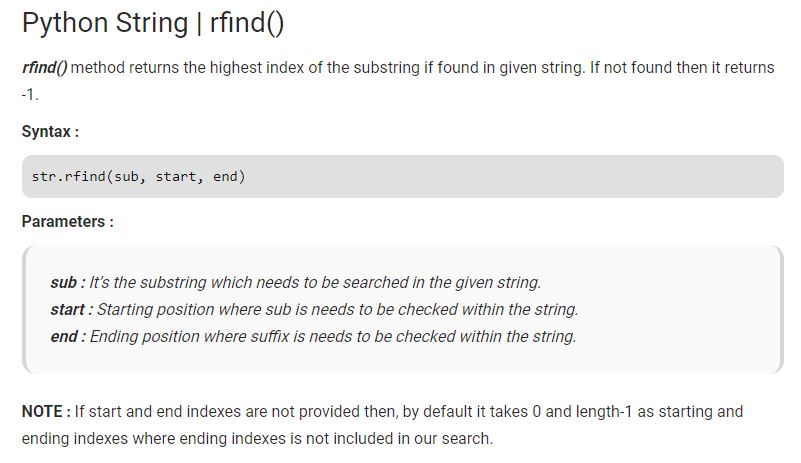 Python String | rfind()
rfind() method returns the highest index of the substring if found in given string. If not found then it returns
-1.
Syntax :
str.rfind(sub, start, end)
Parameters :
sub : It’s the substring which needs to be searched in the given string.
start : Starting position where sub is needs to be checked within the string.
end : Ending position where suffix is needs to be checked within the string.
NOTE : If start and end indexes are not provided then, by default it takes 0 and length-1 as starting and
ending indexes where ending indexes is not included in our search.